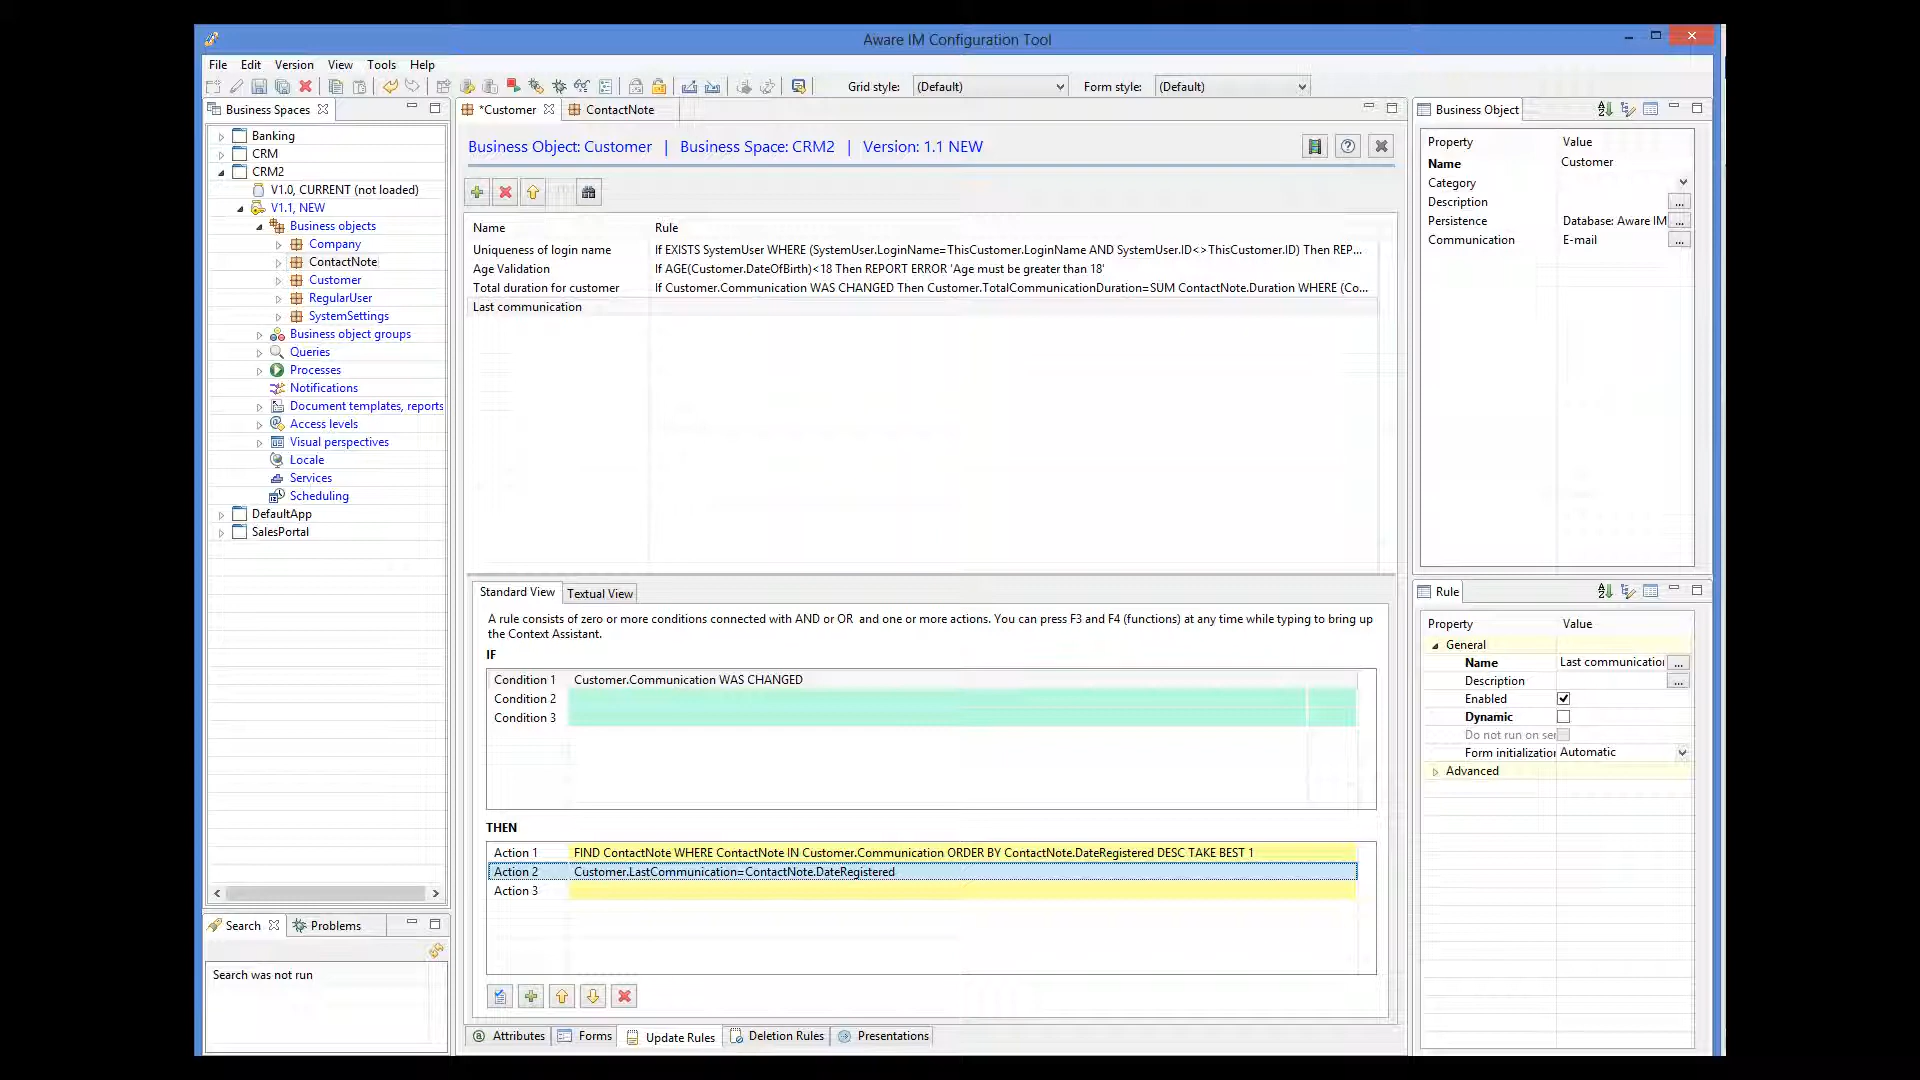 Aware IM Configuration Tool
File Edit Version View Tools Help
Grid style: (Default) Form style: (Default)
Business Spaces
Banking
CRM
CRM2
V1.0, CURRENT (not loaded)
V1.1, NEW
Business objects
Company
ContactNote
Customer
RegularUser
SystemSettings
Business object groups
Queries
Processes
Notifications
Document templates, reports
Access levels
Visual perspectives
Locale
Services
Scheduling
DefaultApp
SalesPortal
Search Problems
Search was not run
*Customer ContactNote
Business Object: Customer | Business Space: CRM2 | Version: 1.1 NEW
Name Rule
Uniqueness of login name If EXISTS SystemUser WHERE (SystemUser.LoginName=ThisCustomer.LoginName AND SystemUser.ID<>ThisCustomer.ID) Then REP...
Age Validation If AGE(Customer.DateOfBirth)<18 Then REPORT ERROR 'Age must be greater than 18'
Total duration for customer If Customer.Communication WAS CHANGED Then Customer.TotalCommunicationDuration=SUM ContactNote.Duration WHERE (Co...
Last communication
Standard View Textual View
A rule consists of zero or more conditions connected with AND or OR and one or more actions. You can press F3 and F4 (functions) at any time while typing to bring up
the Context Assistant.
IF
Condition 1 Customer.Communication WAS CHANGED
Condition 2
Condition 3
THEN
Action 1 FIND ContactNote WHERE ContactNote IN Customer.Communication ORDER BY ContactNote.DateRegistered DESC TAKE BEST 1
Action 2 Customer.LastCommunication=ContactNote.DateRegistered
Action 3
Attributes Forms Update Rules Deletion Rules Presentations
Business Object
Property Value
Name Customer
Category
Description ...
Persistence Database: Aware IM ...
Communication E-mail ...
Rule
Property Value
General
Name Last communication ...
Description ...
Enabled
Dynamic
Do not run on ser
Form initialization Automatic
Advanced